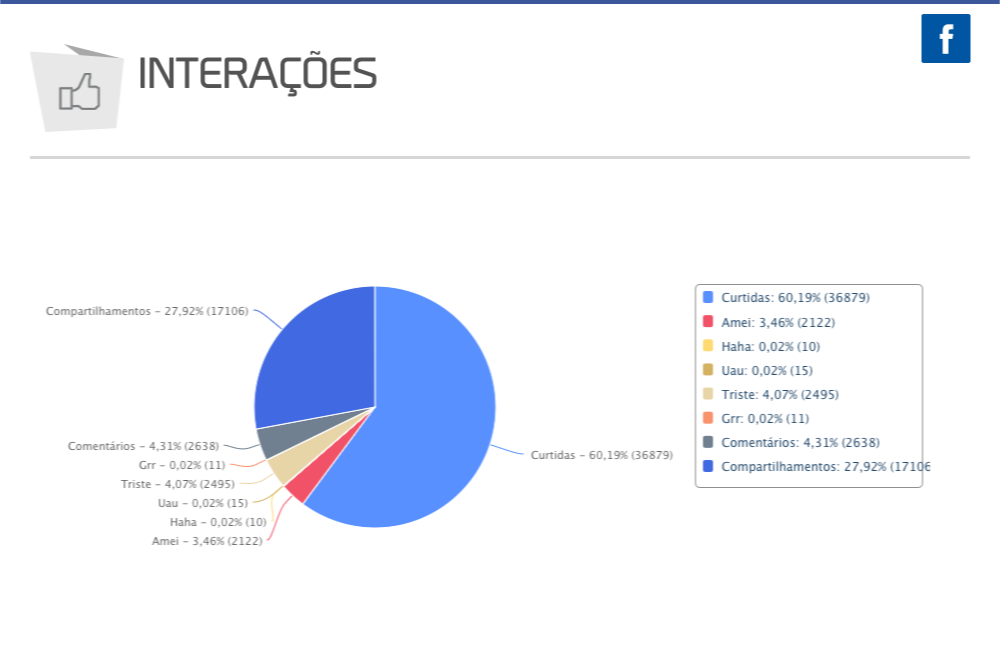 f
INTERAÇÕES
Compartilhamentos - 27,92% (17106)
Comentários - 4,31% (2638)
Grr - 0,02% (11)
Triste - 4,07% (2495)
Uau - 0,02% (15)
Haha - 0,02% (10)
Amei - 3,46% (2122)
Curtidas - 60,19% (36879)
Curtidas: 60,19% (36879)
Amei: 3,46% (2122)
Haha: 0,02% (10)
Uau: 0,02% (15)
Triste: 4,07% (2495)
Grr: 0,02% (11)
Comentários: 4,31% (2638)
Compartilhamentos: 27,92% (17106